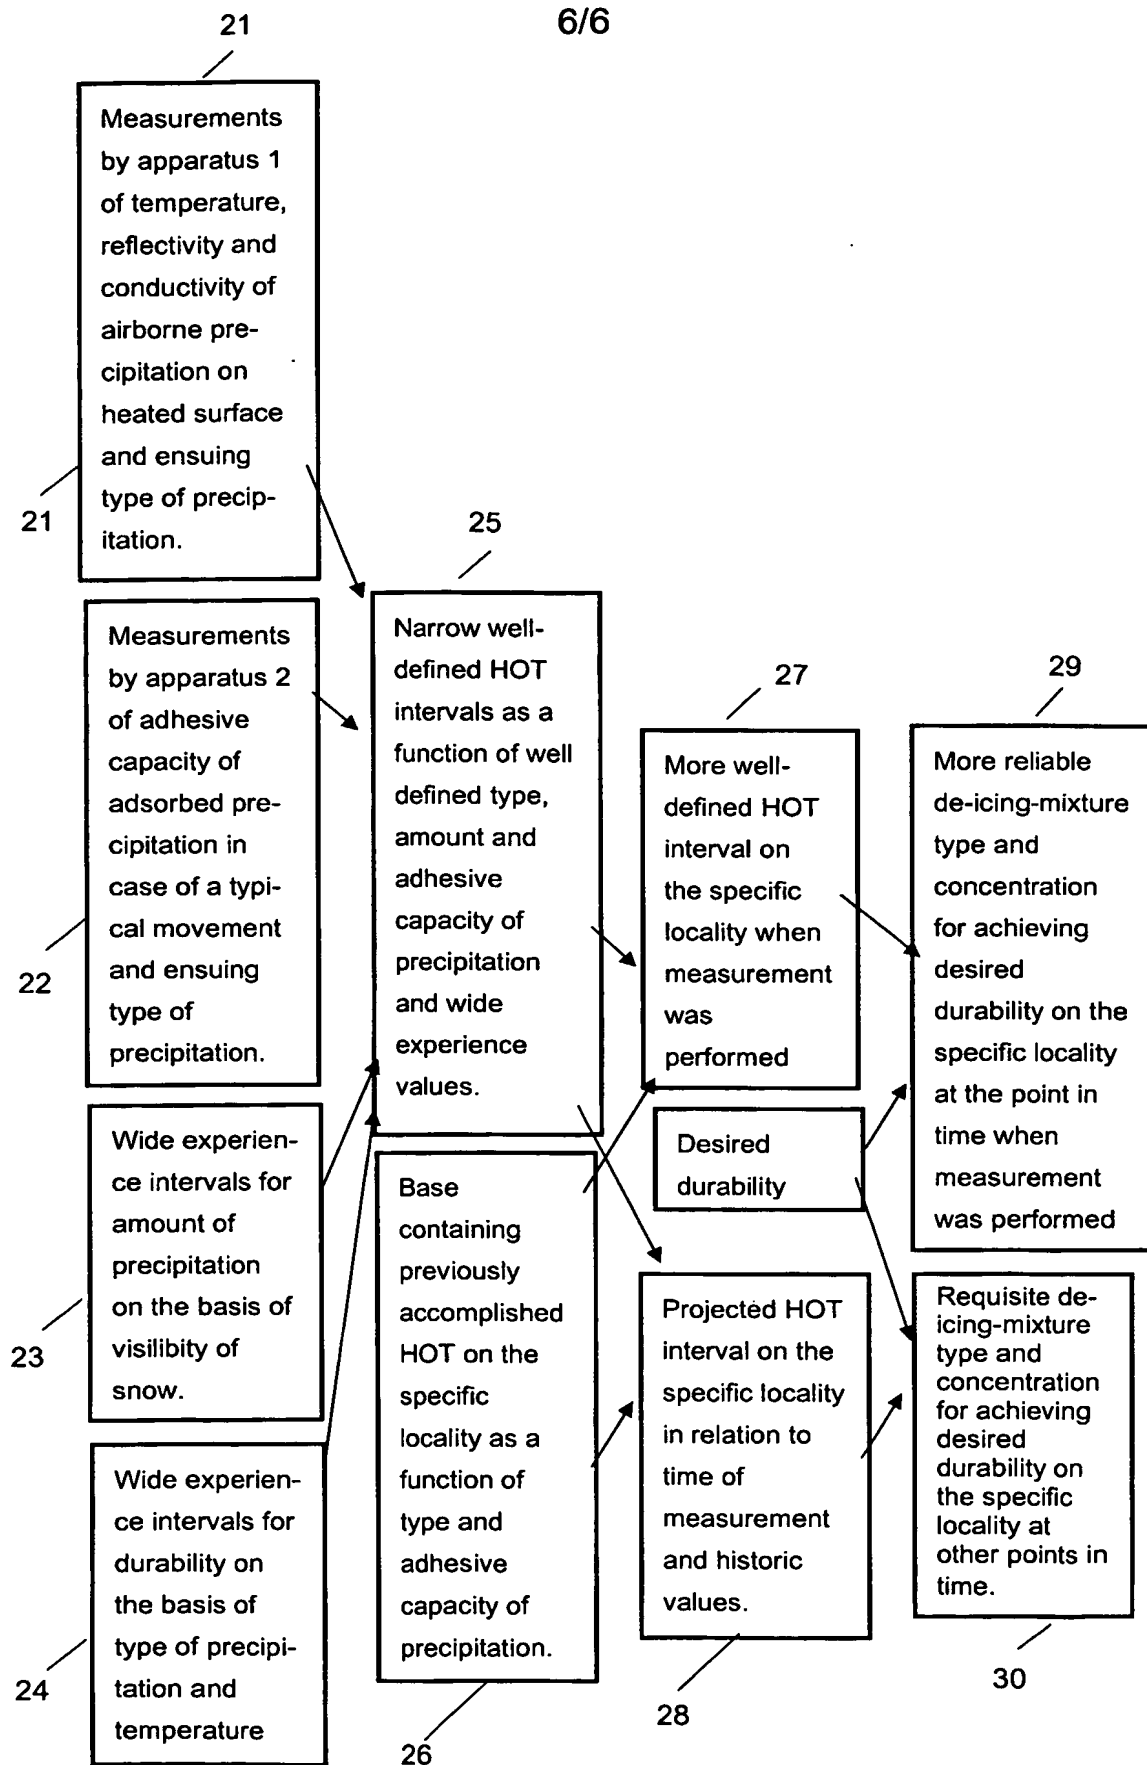 6/6
21
Measurements
by apparatus 1
of temperature,
reflectivity and
conductivity of
airborne pre-
cipitation on
heated surface
and ensuing
type of precip-
itation.
21
Measurements
by apparatus 2
of adhesive
capacity of
adsorbed pre-
cipitation in
case of a typi-
cal movement
and ensuing
type of
precipitation.
22
Wide experien-
ce intervals for
amount of
precipitation
on the basis of
visilibity of
snow.
23
Wide experien-
ce intervals for
durability on
the basis of
type of precipi-
tation and
temperature
24
25
Narrow well-
defined HOT
intervals as a
function of well
defined type,
amount and
adhesive
capacity of
precipitation
and wide
experience
values.
Base
containing
previously
accomplished
HOT on the
specific
locality as a
function of
type and
adhesive
capacity of
precipitation.
26
27
More well-
defined HOT
interval on
the specific
locality when
measurement
was
performed
Desired
durability
Projected HOT
interval on the
specific locality
in relation to
time of
measurement
and historic
values.
28
29
More reliable
de-icing-mixture
type and
concentration
for achieving
desired
durability on the
specific locality
at the point in
time when
measurement
was performed
Requisite de-
icing-mixture
type and
concentration
for achieving
desired
durability on
the specific
locality at
other points in
time.
30